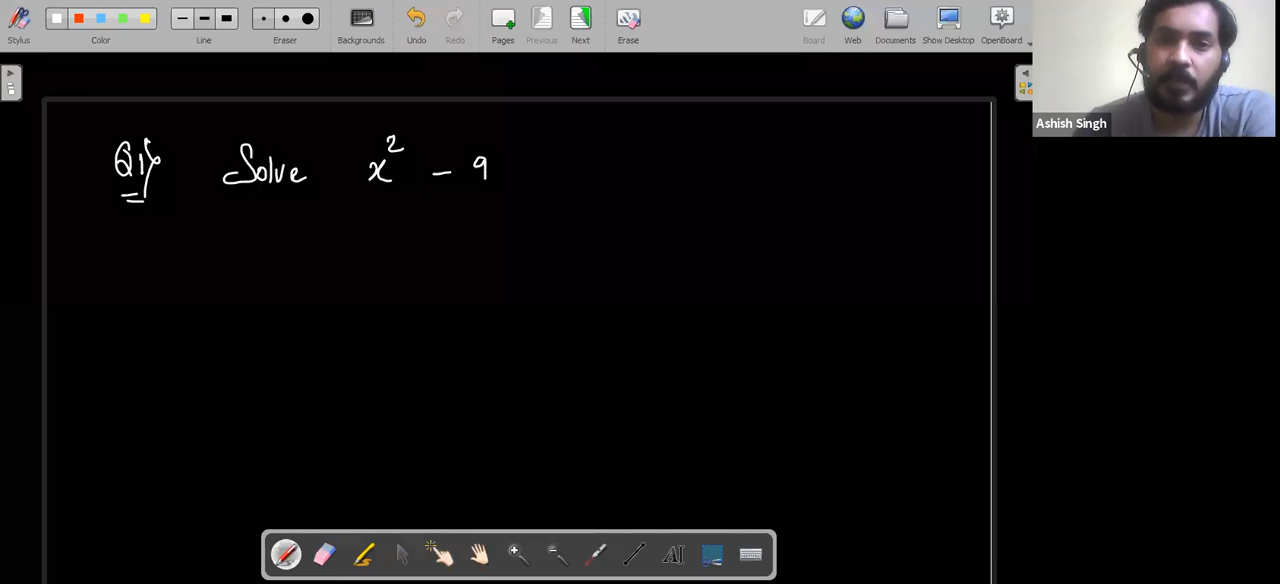 Stylus Color Line Eraser Backgrounds Undo Redo Pages Previous Next Erase Board Web Documents Show Desktop OpenBoard
Ashish Singh
Q1) Solve x² - 9
AI